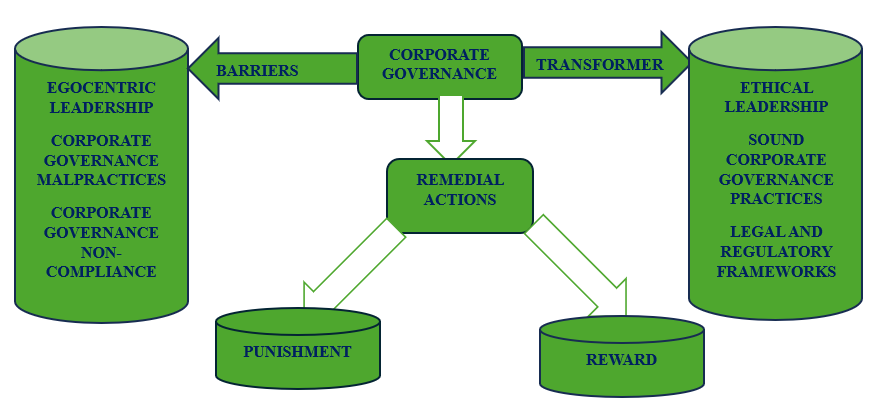 EGOCENTRIC
LEADERSHIP
CORPORATE
GOVERNANCE
MALPRACTICES
CORPORATE
GOVERNANCE
NON-
COMPLIANCE
BARRIERS
CORPORATE
GOVERNANCE
TRANSFORMER
ETHICAL
LEADERSHIP
SOUND
CORPORATE
GOVERNANCE
PRACTICES
LEGAL AND
REGULATORY
FRAMEWORKS
REMEDIAL
ACTIONS
PUNISHMENT
REWARD